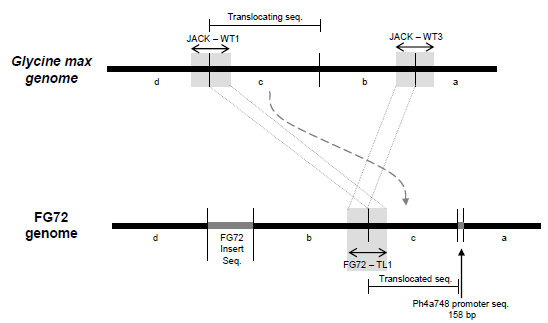 Translocating seq.
JACK – WT1
JACK – WT3
Glycine max
genome
d
c
b
a
FG72
genome
d
FG72
Insert
Seq.
b
c
a
FG72 – TL1
Translocated seq.
Ph4a748 promoter seq.
158 bp